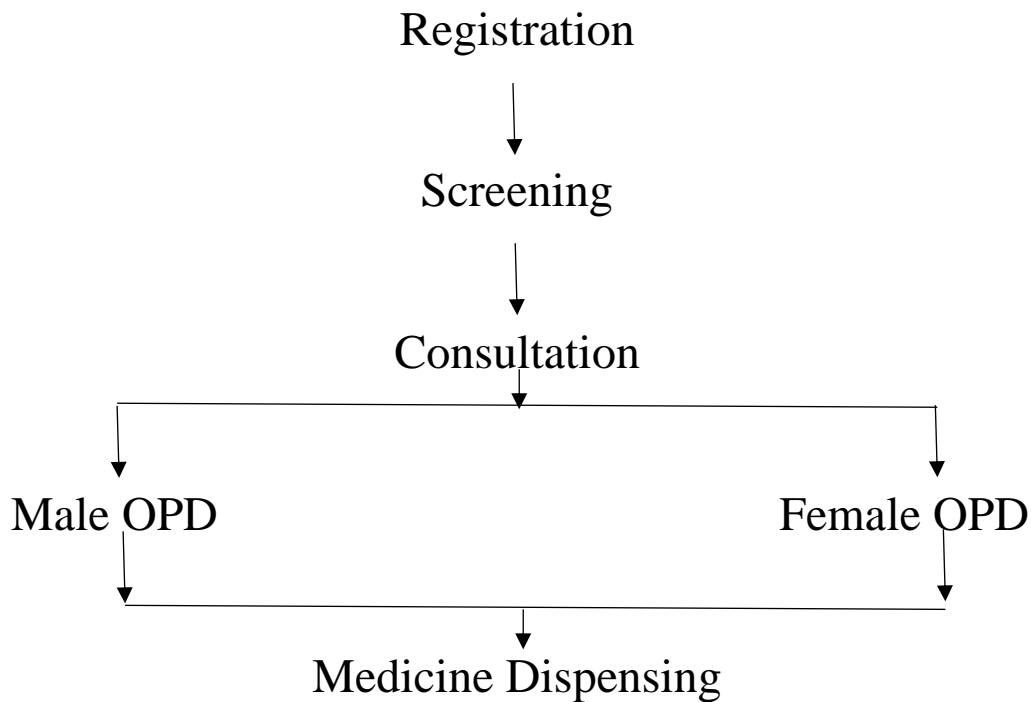 Registration
Screening
Consultation
Male OPD
Female OPD
Medicine Dispensing